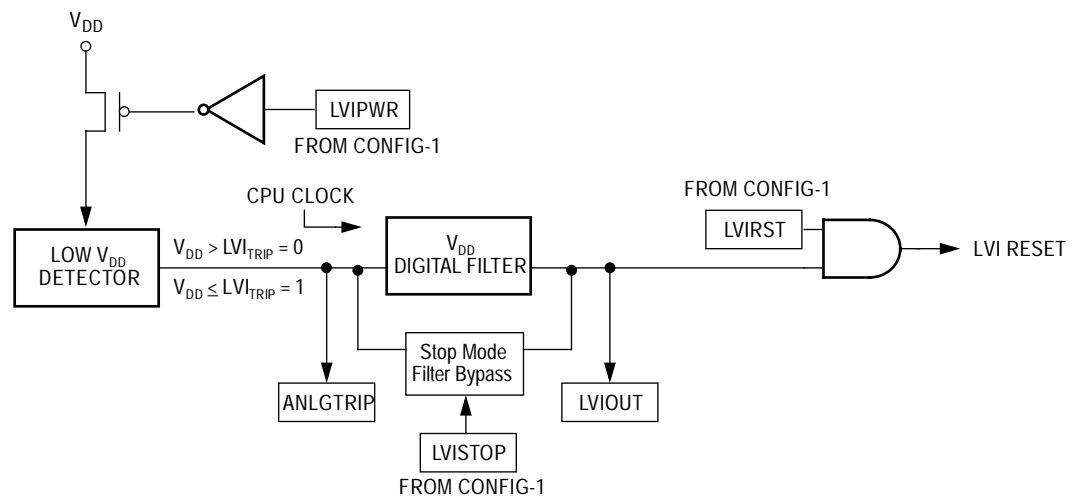 VDD
LVIPWR
FROM CONFIG-1
CPU CLOCK
FROM CONFIG-1
LVIRST
LOW VDD
DETECTOR
VDD > LVITRIP = 0
VDD ≤ LVITRIP = 1
VDD
DIGITAL FILTER
LVI RESET
Stop Mode
Filter Bypass
ANLGTRIP
LVIOUT
LVISTOP
FROM CONFIG-1